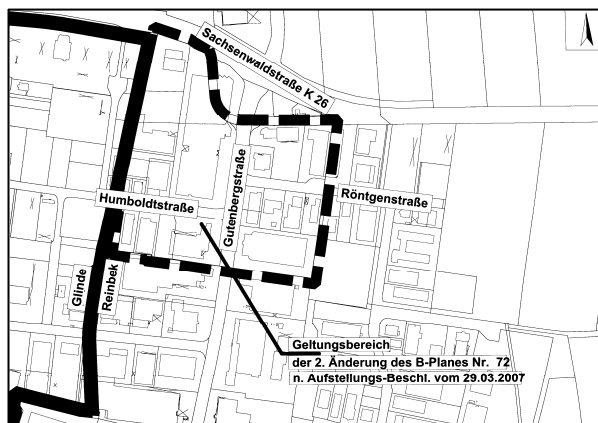 Sachsenwaldstraße K 26
Humboldtstraße
Gutenbergstraße
Röntgenstraße
Glinde
Reinbek
Geltungsbereich
der 2. Änderung des B-Planes Nr. 72
n. Aufstellungs-Beschl. vom 29.03.2007